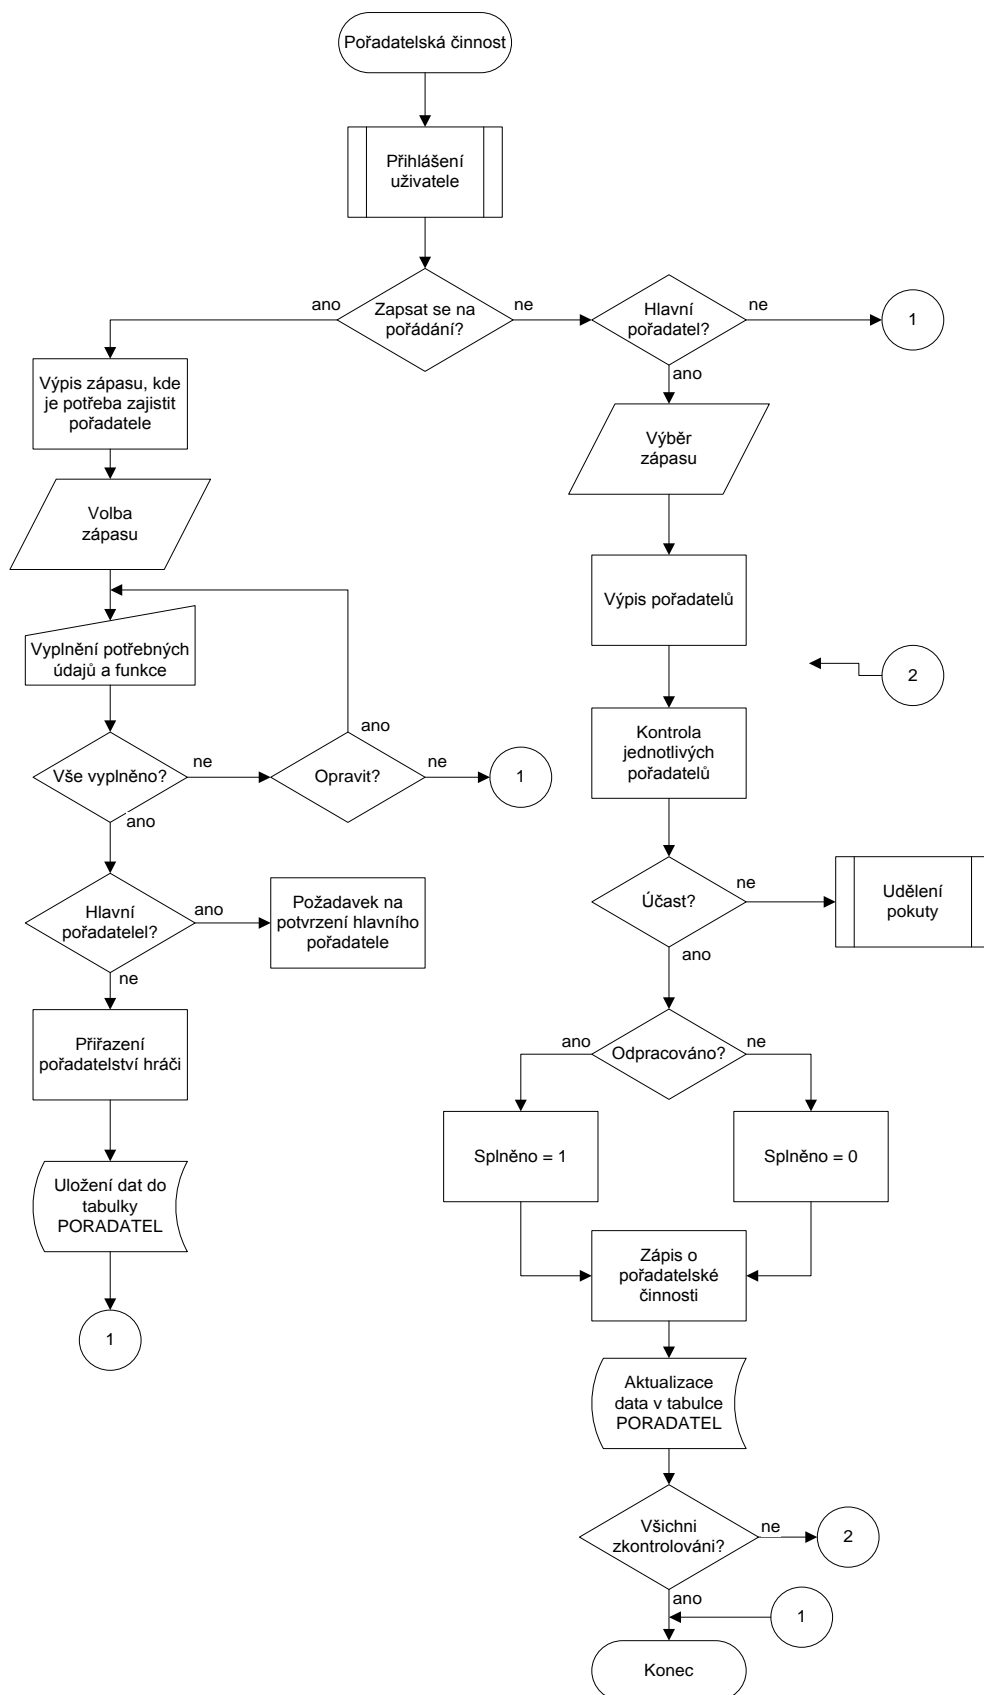 Pořadatelská činnost
Přihlášení
uživatele
ano
Zapsat se na
pořádání?
ne
Hlavní
pořadatel?
ne
1
ano
Výpis zápasu, kde
je potřeba zajistit
pořadatele
Výběr
zápasu
Volba
zápasu
Výpis pořadatelů
Vyplnění potřebných
údajů a funkce
2
ano
Kontrola
jednotlivých
pořadatelů
Vše vyplněno?
ne
Opravit?
ne
1
ano
Hlavní
pořadatelel?
ano
Požadavek na
potvrzení hlavního
pořadatele
ne
Účast?
ne
Udělení
pokuty
ano
Přiřazení
pořadatelství hráči
ano
Odpracováno?
ne
Splněno = 1
Splněno = 0
Uložení dat do
tabulky
PORADATEL
Zápis o
pořadatelské
činnosti
1
Aktualizace
data v tabulce
PORADATEL
Všichni
zkontrolováni?
ne
2
ano
1
Konec